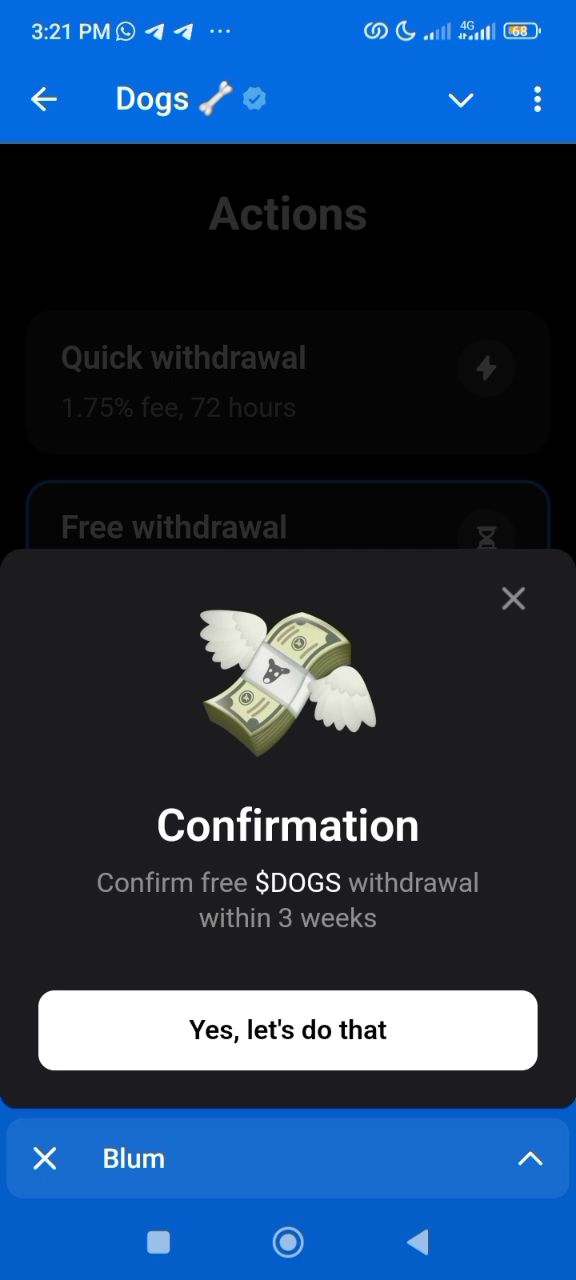 3:21 PM
4G
68
Dogs 🦴
Actions
Quick withdrawal
1.75% fee, 72 hours
Free withdrawal
Confirmation
Confirm free $DOGS withdrawal
within 3 weeks
Yes, let's do that
Blum